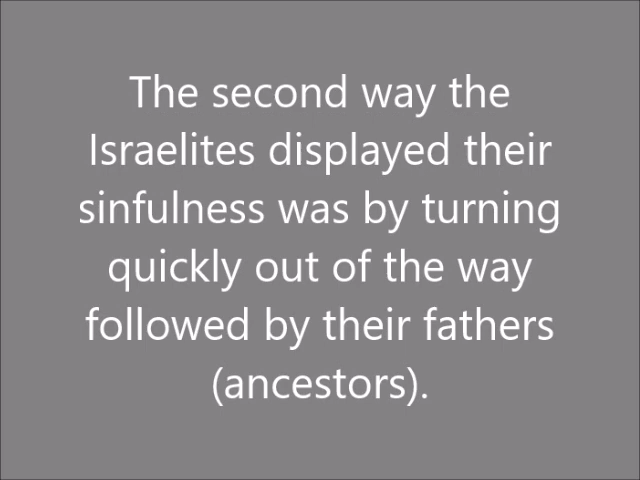 The second way the
Israelites displayed their
sinfulness was by turning
quickly out of the way
followed by their fathers
(ancestors).